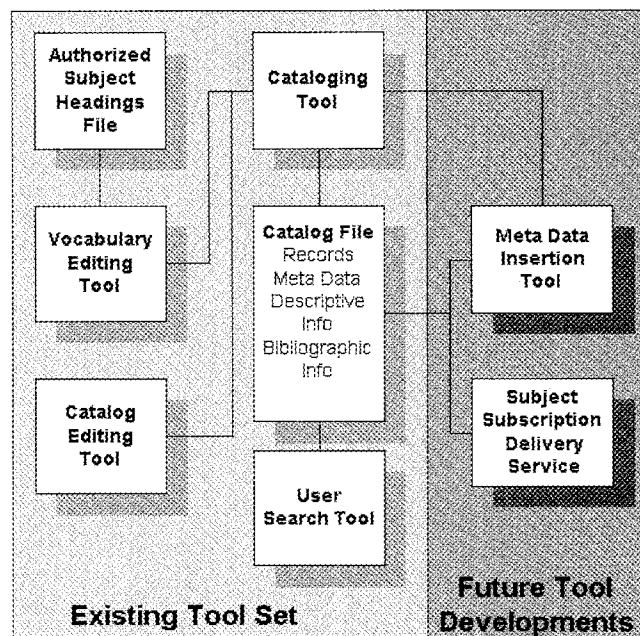 Authorized
Subject
Headings
File
Cataloging
Tool
Vocabulary
Editing
Tool
Catalog File
Records
Meta Data
Descriptive
Info
Bibilographic
Info
Meta Data
Insertion
Tool
Catalog
Editing
Tool
Subject
Subscription
Delivery
Service
User
Search Tool
Existing Tool Set
Future Tool
Developments